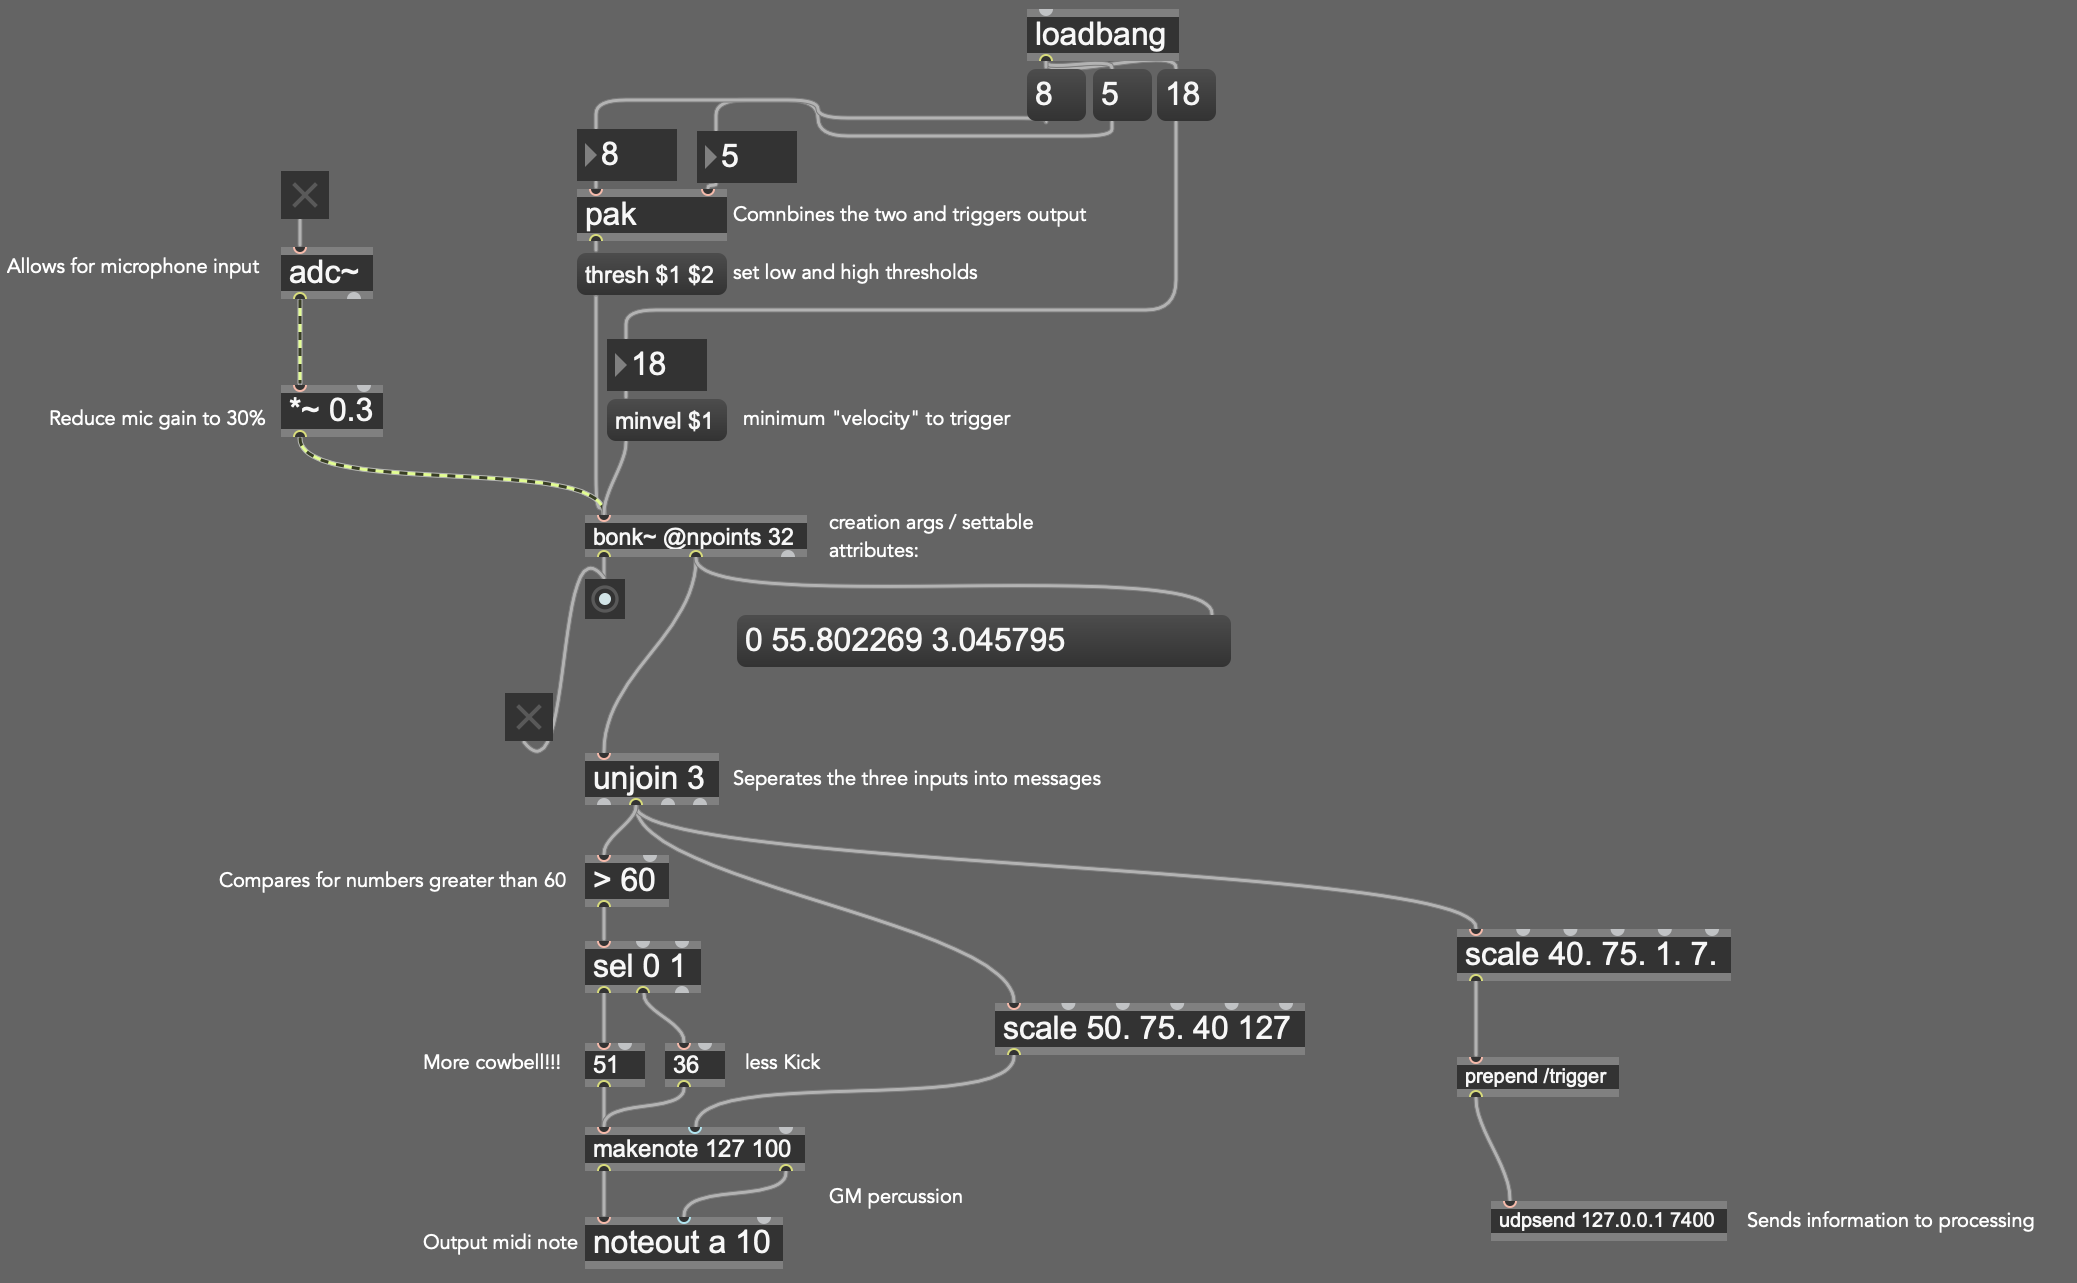 loadbang
8 5 18
8 5
pak Comnbines the two and triggers output
Allows for microphone input adc~
thresh $1 $2 set low and high thresholds
18
Reduce mic gain to 30% *~ 0.3
minvel $1 minimum "velocity" to trigger
bonk~ @npoints 32
creation args / settable
attributes:
0 55.802269 3.045795
unjoin 3 Seperates the three inputs into messages
Compares for numbers greater than 60 > 60
sel 0 1
scale 40. 75. 1. 7.
scale 50. 75. 40 127
More cowbell!!! 51 36 less Kick
prepend /trigger
makenote 127 100
GM percussion
udpsend 127.0.0.1 7400 Sends information to processing
Output midi note noteout a 10